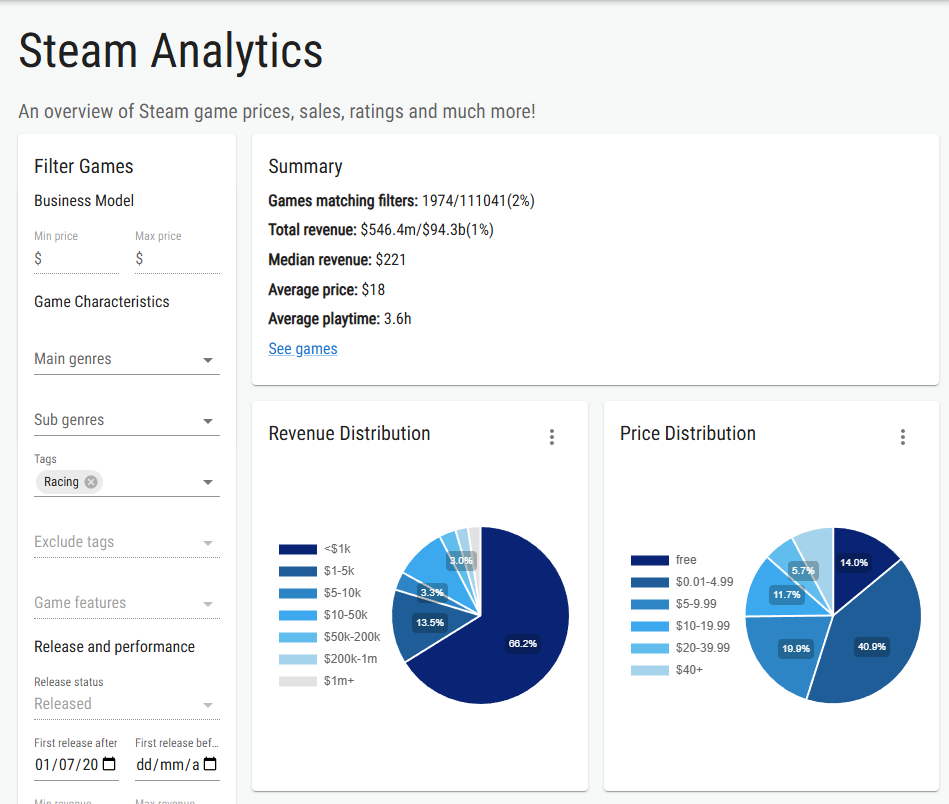 Steam Analytics
An overview of Steam game prices, sales, ratings and much more!
Filter Games
Business Model
Min price
Max price
$
$
Game Characteristics
Main genres
Sub genres
Tags
Racing
Exclude tags
Game features
Release and performance
Release status
Released
First release after
First release bef...
01/07/20
dd/mm/a
Min revenue
Max revenue
Summary
Games matching filters: 1974/111041(2%)
Total revenue: $546.4m/$94.3b(1%)
Median revenue: $221
Average price: $18
Average playtime: 3.6h
See games
Revenue Distribution
<$1k
$1-5k
$5-10k
$10-50k
$50k-200k
$200k-1m
$1m+
3.0%
3.3%
13.5%
66.2%
Price Distribution
free
$0.01-4.99
$5-9.99
$10-19.99
$20-39.99
$40+
14.0%
5.7%
11.7%
19.9%
40.9%